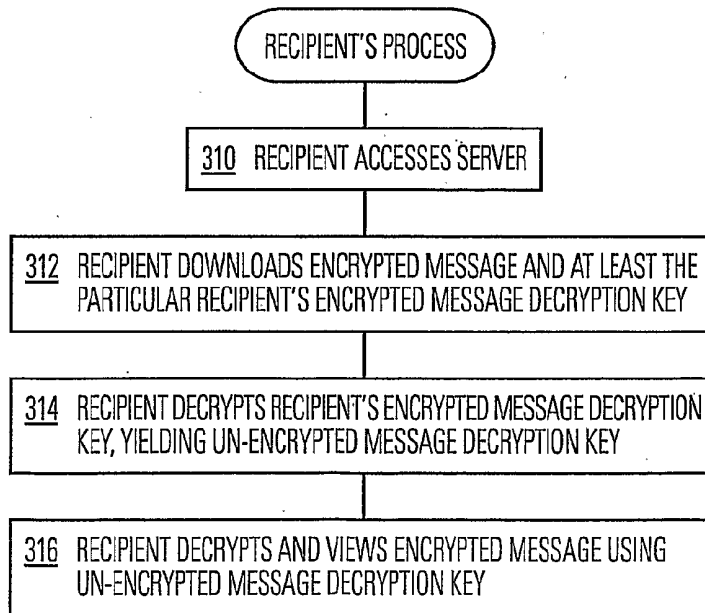 RECIPIENT'S PROCESS
310 RECIPIENT ACCESSES SERVER
312 RECIPIENT DOWNLOADS ENCRYPTED MESSAGE AND AT LEAST THE
PARTICULAR RECIPIENT'S ENCRYPTED MESSAGE DECRYPTION KEY
314 RECIPIENT DECRYPTS RECIPIENT'S ENCRYPTED MESSAGE DECRYPTION
KEY, YIELDING UN-ENCRYPTED MESSAGE DECRYPTION KEY
316 RECIPIENT DECRYPTS AND VIEWS ENCRYPTED MESSAGE USING
UN-ENCRYPTED MESSAGE DECRYPTION KEY